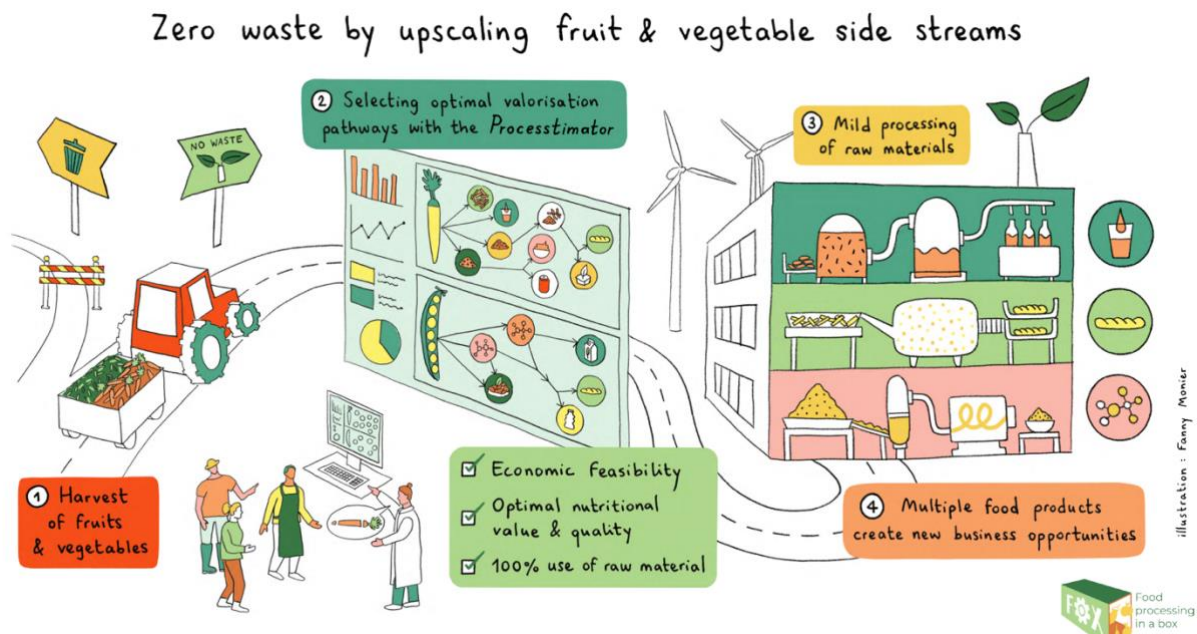 Zero waste by upscaling fruit & vegetable side streams
NO WASTE
1 Harvest
of fruits
& vegetables
2 Selecting optimal valorisation
pathways with the Processtimator
Economic feasibility
Optimal nutritional
value & quality
100% use of raw material
3 Mild processing
of raw materials
4 Multiple food products
create new business opportunities
illustration : Fanny Monier
FOX
Food
processing
in a box